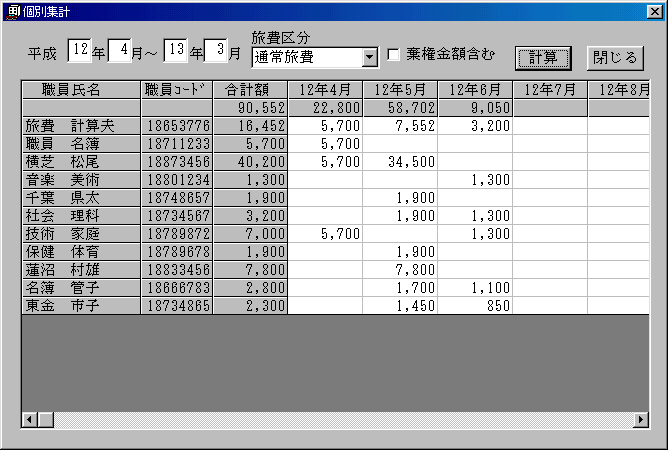 個別集計
平成 12年 4月～ 13年 3月
旅費区分
通常旅費
棄権金額含む
計算
閉じる
職員氏名 職員ｺｰﾄﾞ 合計額 12年4月 12年5月 12年6月 12年7月 12年8月
90,552 22,800 58,702 9,050
旅費 計算夫 18653776 16,452 5,700 7,552 3,200
職員 名簿 18711233 5,700 5,700
横芝 松尾 18873456 40,200 5,700 34,500
音楽 美術 18801234 1,300 1,300
千葉 県太 18748657 1,900 1,900
社会 理科 18734567 3,200 1,900 1,300
技術 家庭 18789872 7,000 5,700 1,300
保健 体育 18789678 1,900 1,900
蓮沼 村雄 18833456 7,800 7,800
名簿 管子 18666783 2,800 1,700 1,100
東金 市子 18734865 2,300 1,450 850